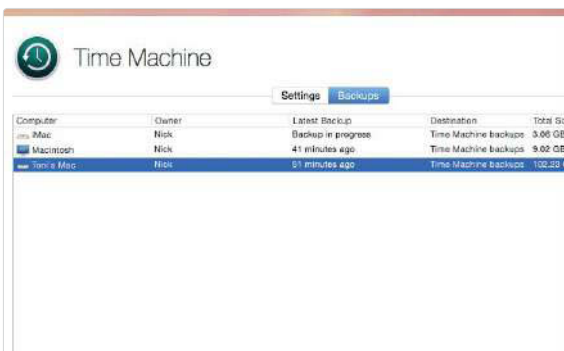 Time Machine
Settings Backups
Computer Owner Latest Backup Destination Total
iMac Nick Backup in progress Time Machine backups 3.06 GB
Macintosh Nick 41 minutes ago Time Machine backups 9.02 GB
Toni's Mac Nick 51 minutes ago Time Machine backups